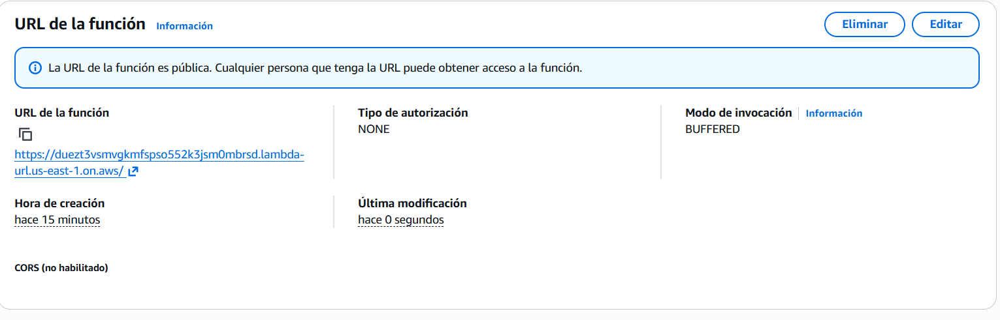 URL de la función Información
Eliminar
Editar
La URL de la función es pública. Cualquier persona que tenga la URL puede obtener acceso a la función.
URL de la función
https://duezt3vsmvgkmfspso552k3jsm0mbrsd.lambda-
url.us-east-1.on.aws/
Tipo de autorización
NONE
Modo de invocación Información
BUFFERED
Hora de creación
hace 15 minutos
Última modificación
hace 0 segundos
CORS (no habilitado)